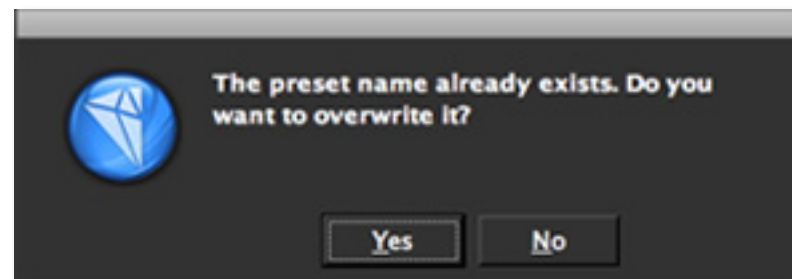 The preset name already exists. Do you
want to overwrite it?
Yes No